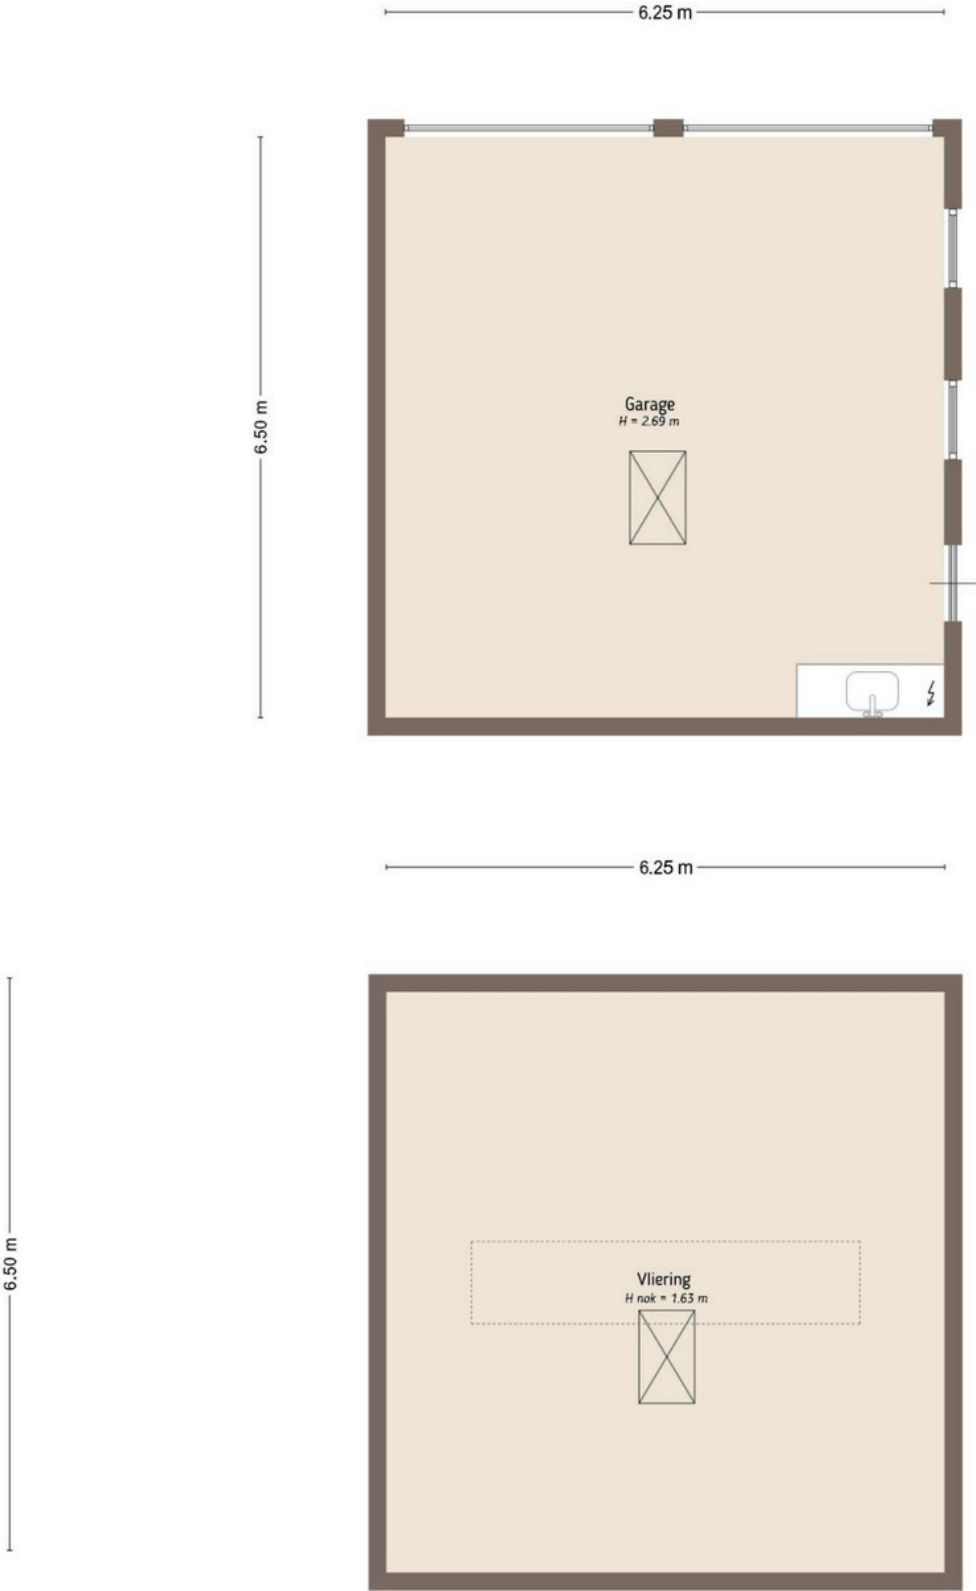 6.25 m
6.50 m
Garage
H = 2.69 m
6.25 m
6.50 m
Vliering
H nok = 1.63 m